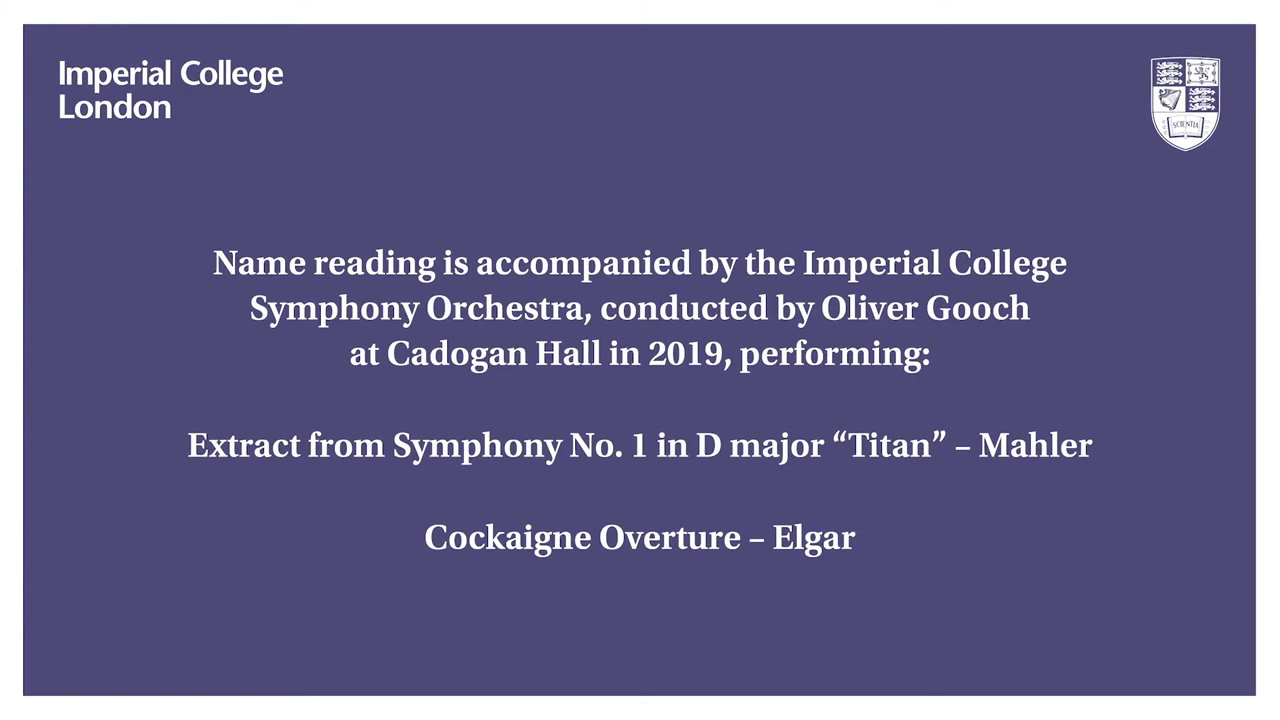 Imperial College
London
SCIENTIA
Name reading is accompanied by the Imperial College
Symphony Orchestra, conducted by Oliver Gooch
at Cadogan Hall in 2019, performing:
Extract from Symphony No. 1 in D major “Titan” – Mahler
Cockaigne Overture – Elgar